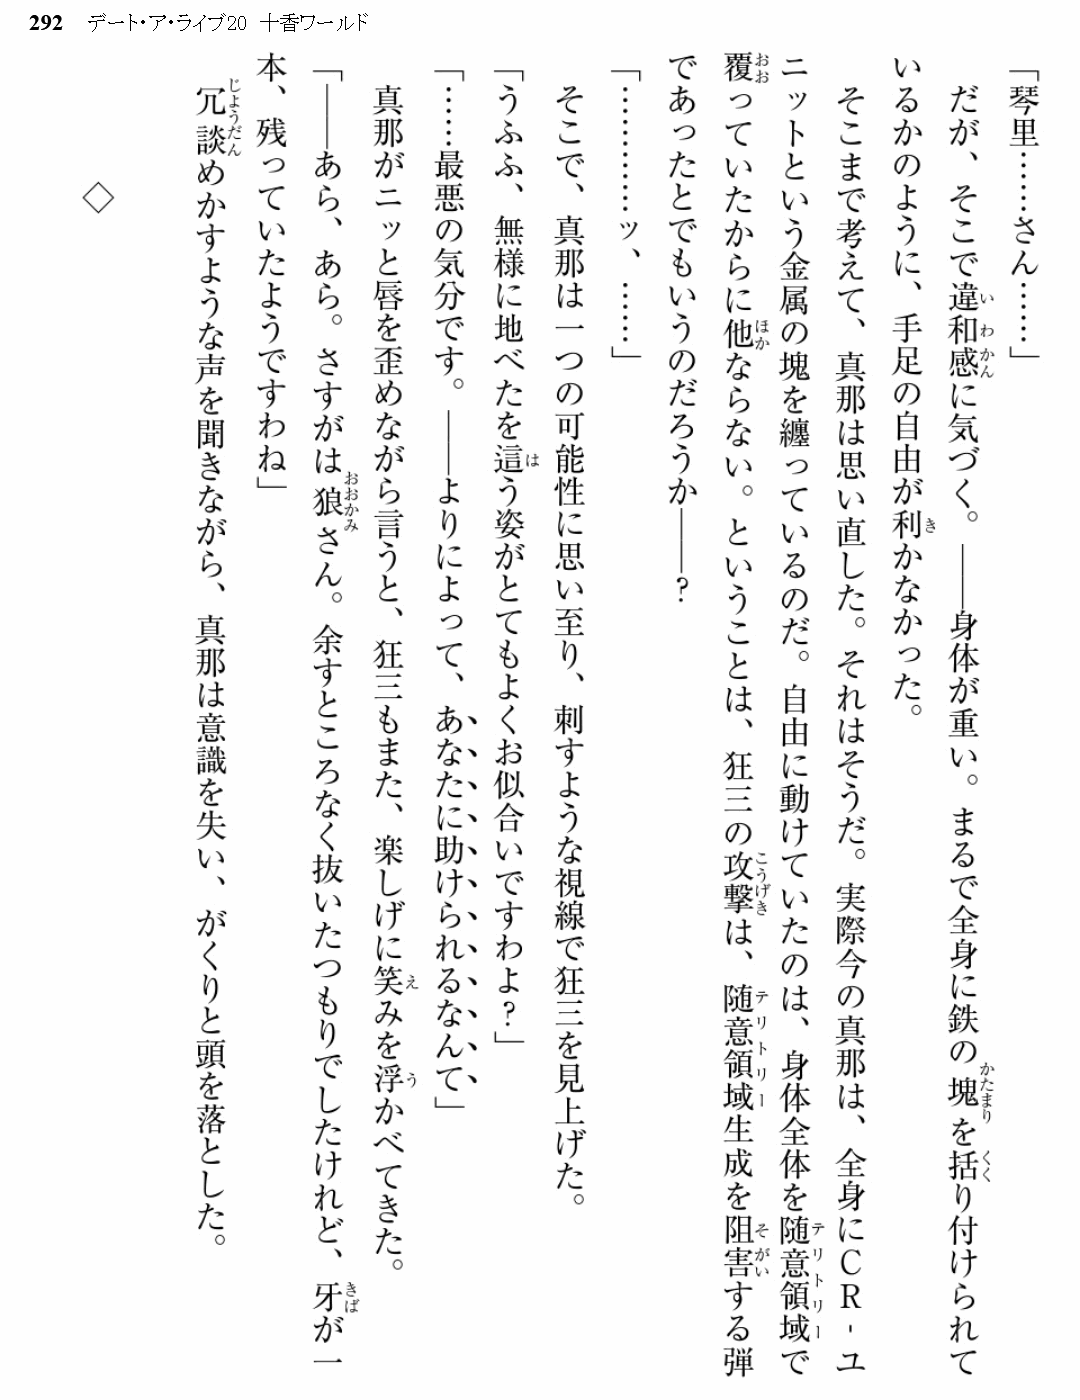 292 デート・ア・ライブ20 十香ワールド
「琴里……さん……」
だが、そこで違和感に気づく。――身体が重い。まるで全身に鉄の塊を括り付けられて
いるかのように、手足の自由が利かなかった。
そこまで考えて、真那は思い直した。それはそうだ。実際今の真那は、全身にCR-ユ
ニットという金属の塊を纏っているのだ。自由に動けていたのは、身体全体を随意領域で
覆っていたからに他ならない。ということは、狂三の攻撃は、随意領域生成を阻害する弾
であったとでもいうのだろうか――？
「…………ッ、……」
そこで、真那は一つの可能性に思い至り、刺すような視線で狂三を見上げた。
「うふふ、無様に地べたを這う姿がとてもよくお似合いですわよ？」
「……最悪の気分です。――よりによって、あなたに助けられるなんて」
真那がニッと唇を歪めながら言うと、狂三もまた、楽しげに笑みを浮かべてきた。
「――あら、あら。さすがは狼さん。余すところなく抜いたつもりでしたけれど、牙が一
本、残っていたようですわね」
冗談めかすような声を聞きながら、真那は意識を失い、がくりと頭を落とした。
◇